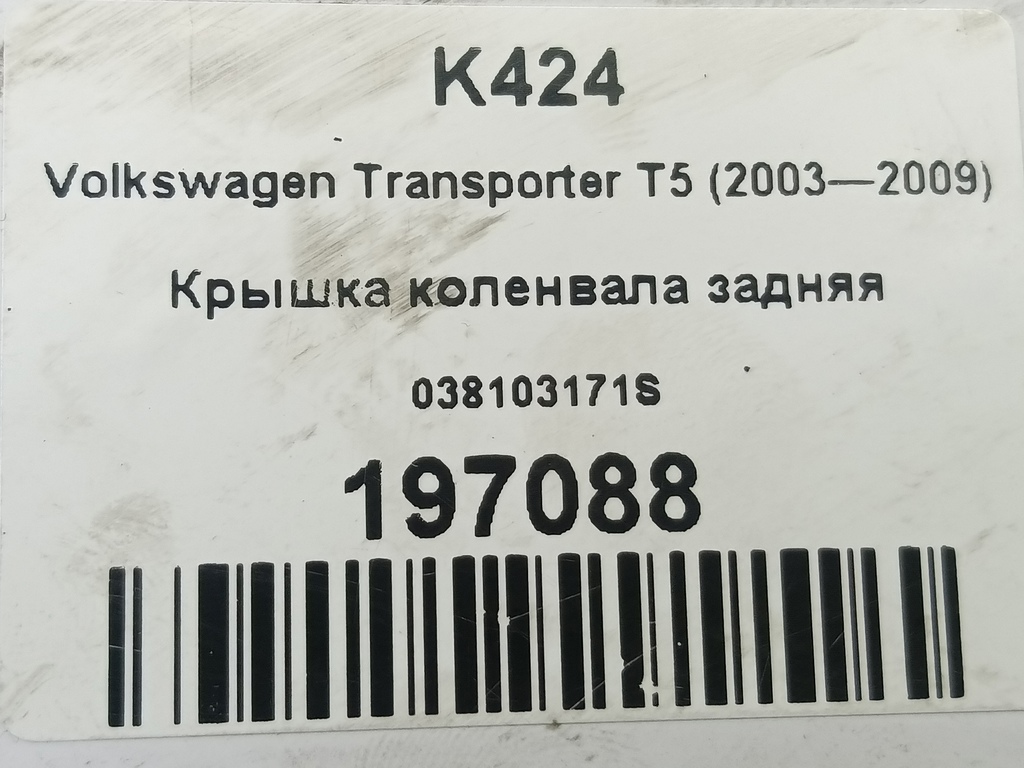 K424
Volkswagen Transporter T5 (2003—2009)
Крышка коленвала задняя
038103171S
197088